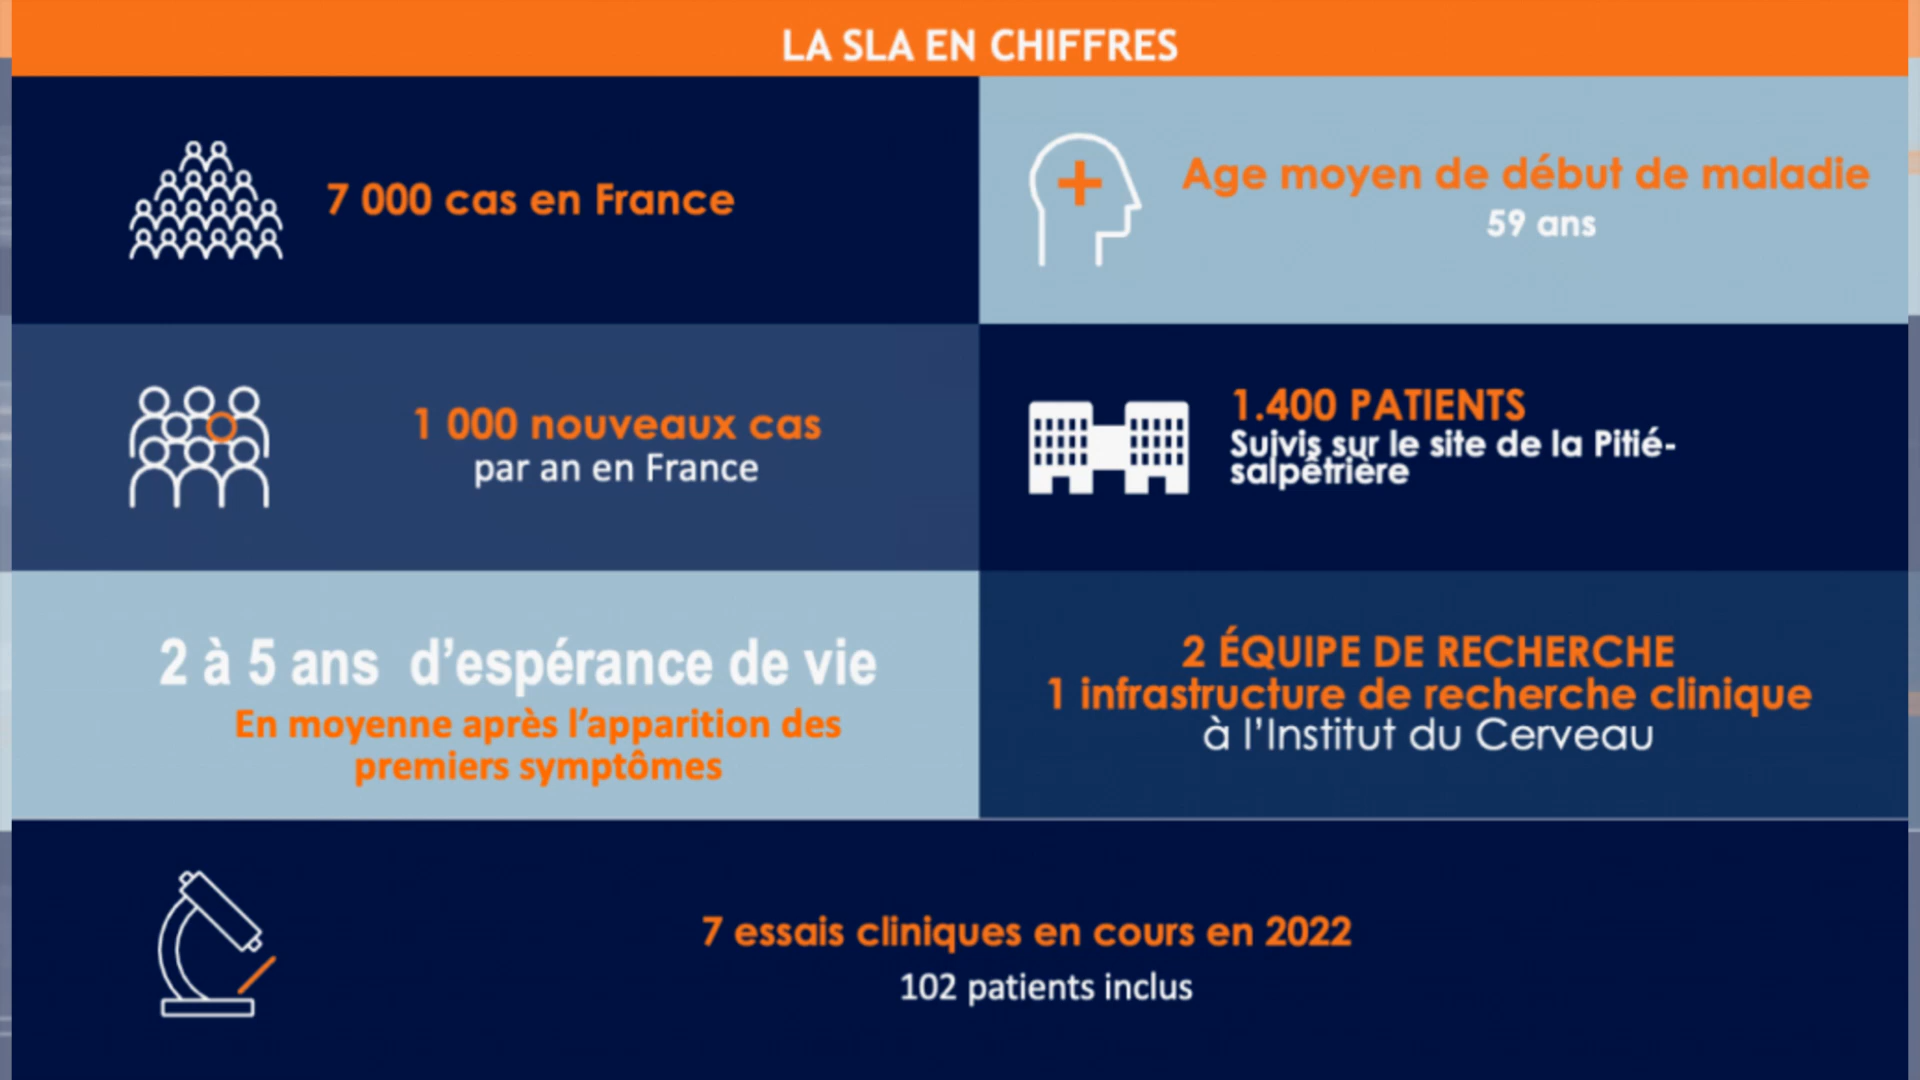 LA SLA EN CHIFFRES
7 000 cas en France
Age moyen de début de maladie
59 ans
1 000 nouveaux cas
par an en France
1.400 PATIENTS
Suivis sur le site de la Pitié-
salpêtrière
2 à 5 ans d’espérance de vie
En moyenne après l’apparition des
premiers symptômes
2 ÉQUIPE DE RECHERCHE
1 infrastructure de recherche clinique
à l’Institut du Cerveau
7 essais cliniques en cours en 2022
102 patients inclus